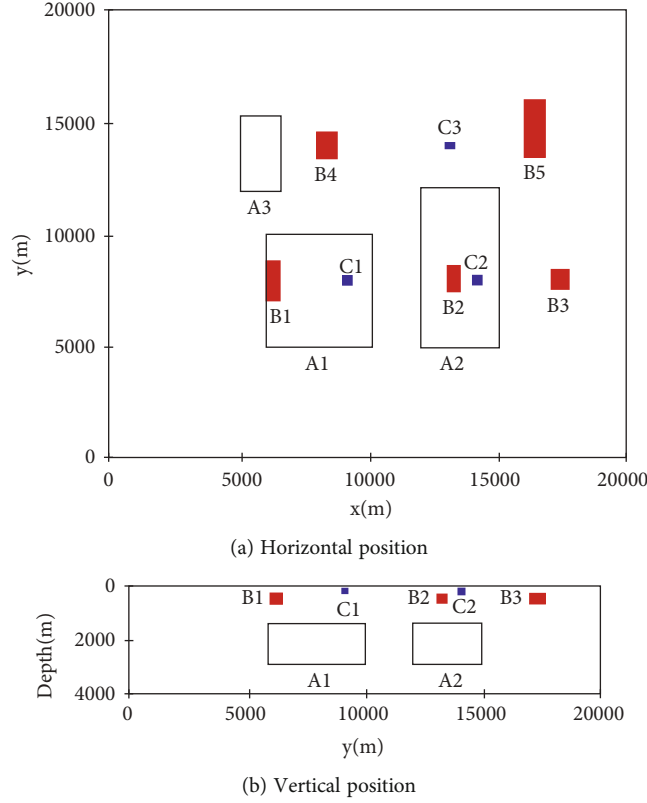 20000
15000
10000
5000
0
y(m)
C3
B4
B5
A3
C1
C2
B1
B2
B3
A1
A2
0
5000
10000
15000
20000
x(m)
(a) Horizontal position
0
2000
4000
Depth(m)
B1
C1
B2
C2
B3
A1
A2
0
5000
10000
15000
20000
y(m)
(b) Vertical position